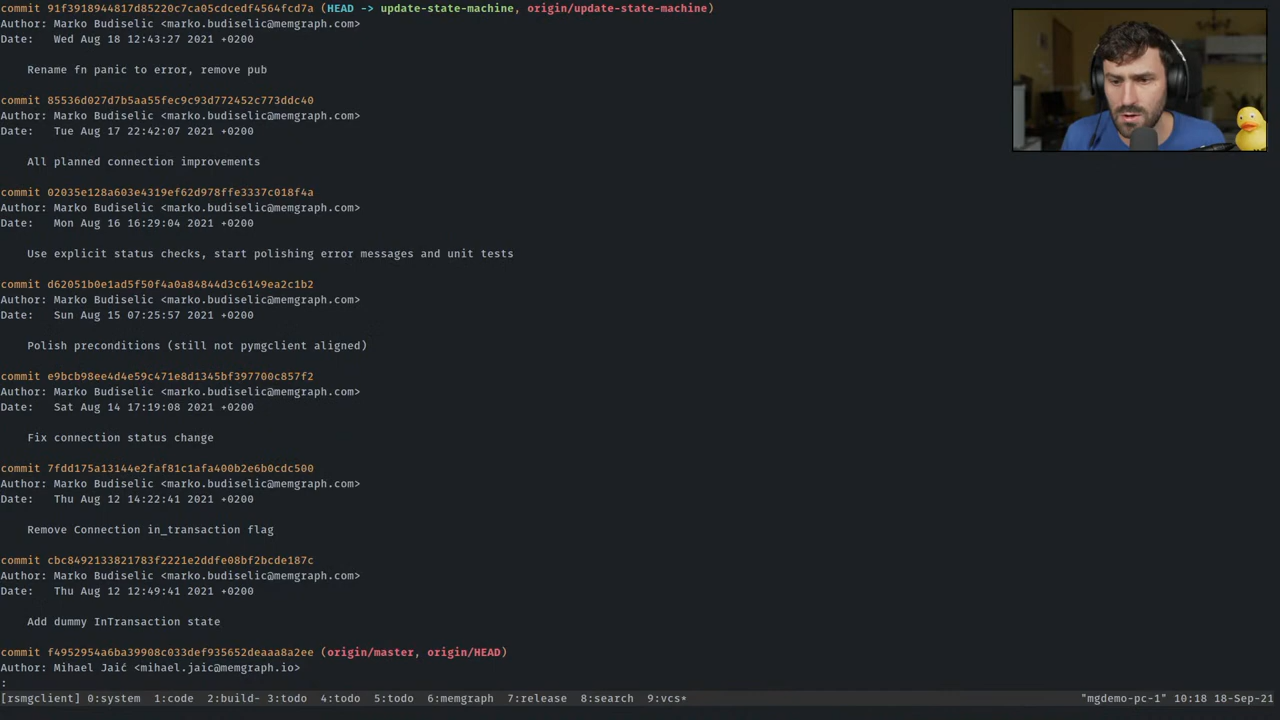 commit 91f3918944817d85220c7ca05cdcedf4564fcd7a (HEAD -> update-state-machine, origin/update-state-machine)
Author: Marko Budiselic <marko.budiselic@memgraph.com>
Date:   Wed Aug 18 12:43:27 2021 +0200
Rename fn panic to error, remove pub
commit 85536d027d7b5aa55fec9c93d772452c773ddc40
Author: Marko Budiselic <marko.budiselic@memgraph.com>
Date:   Tue Aug 17 22:42:07 2021 +0200
All planned connection improvements
commit 02035e128a603e4319ef62d978ffe3337c018f4a
Author: Marko Budiselic <marko.budiselic@memgraph.com>
Date:   Mon Aug 16 16:29:04 2021 +0200
Use explicit status checks, start polishing error messages and unit tests
commit d62051b0e1ad5f50f4a0a84844d3c6149ea2c1b2
Author: Marko Budiselic <marko.budiselic@memgraph.com>
Date:   Sun Aug 15 07:25:57 2021 +0200
Polish preconditions (still not pymgclient aligned)
commit e9bcb98ee4d4e59c471e8d1345bf397700c857f2
Author: Marko Budiselic <marko.budiselic@memgraph.com>
Date:   Sat Aug 14 17:19:08 2021 +0200
Fix connection status change
commit 7fdd175a13144e2faf81c1afa400b2e6b0cdc500
Author: Marko Budiselic <marko.budiselic@memgraph.com>
Date:   Thu Aug 12 14:22:41 2021 +0200
Remove Connection in_transaction flag
commit cbc8492133821783f2221e2ddfe08bf2bcde187c
Author: Marko Budiselic <marko.budiselic@memgraph.com>
Date:   Thu Aug 12 12:49:41 2021 +0200
Add dummy InTransaction state
commit f4952954a6ba39908c033def935652deaaa8a2ee (origin/master, origin/HEAD)
Author: Mihael Jaić <mihael.jaic@memgraph.io>
:
[rsmgclient] 0:system  1:code  2:build- 3:todo  4:todo  5:todo  6:memgraph  7:release  8:search  9:vcs* "mgdemo-pc-1" 10:18 18-Sep-21